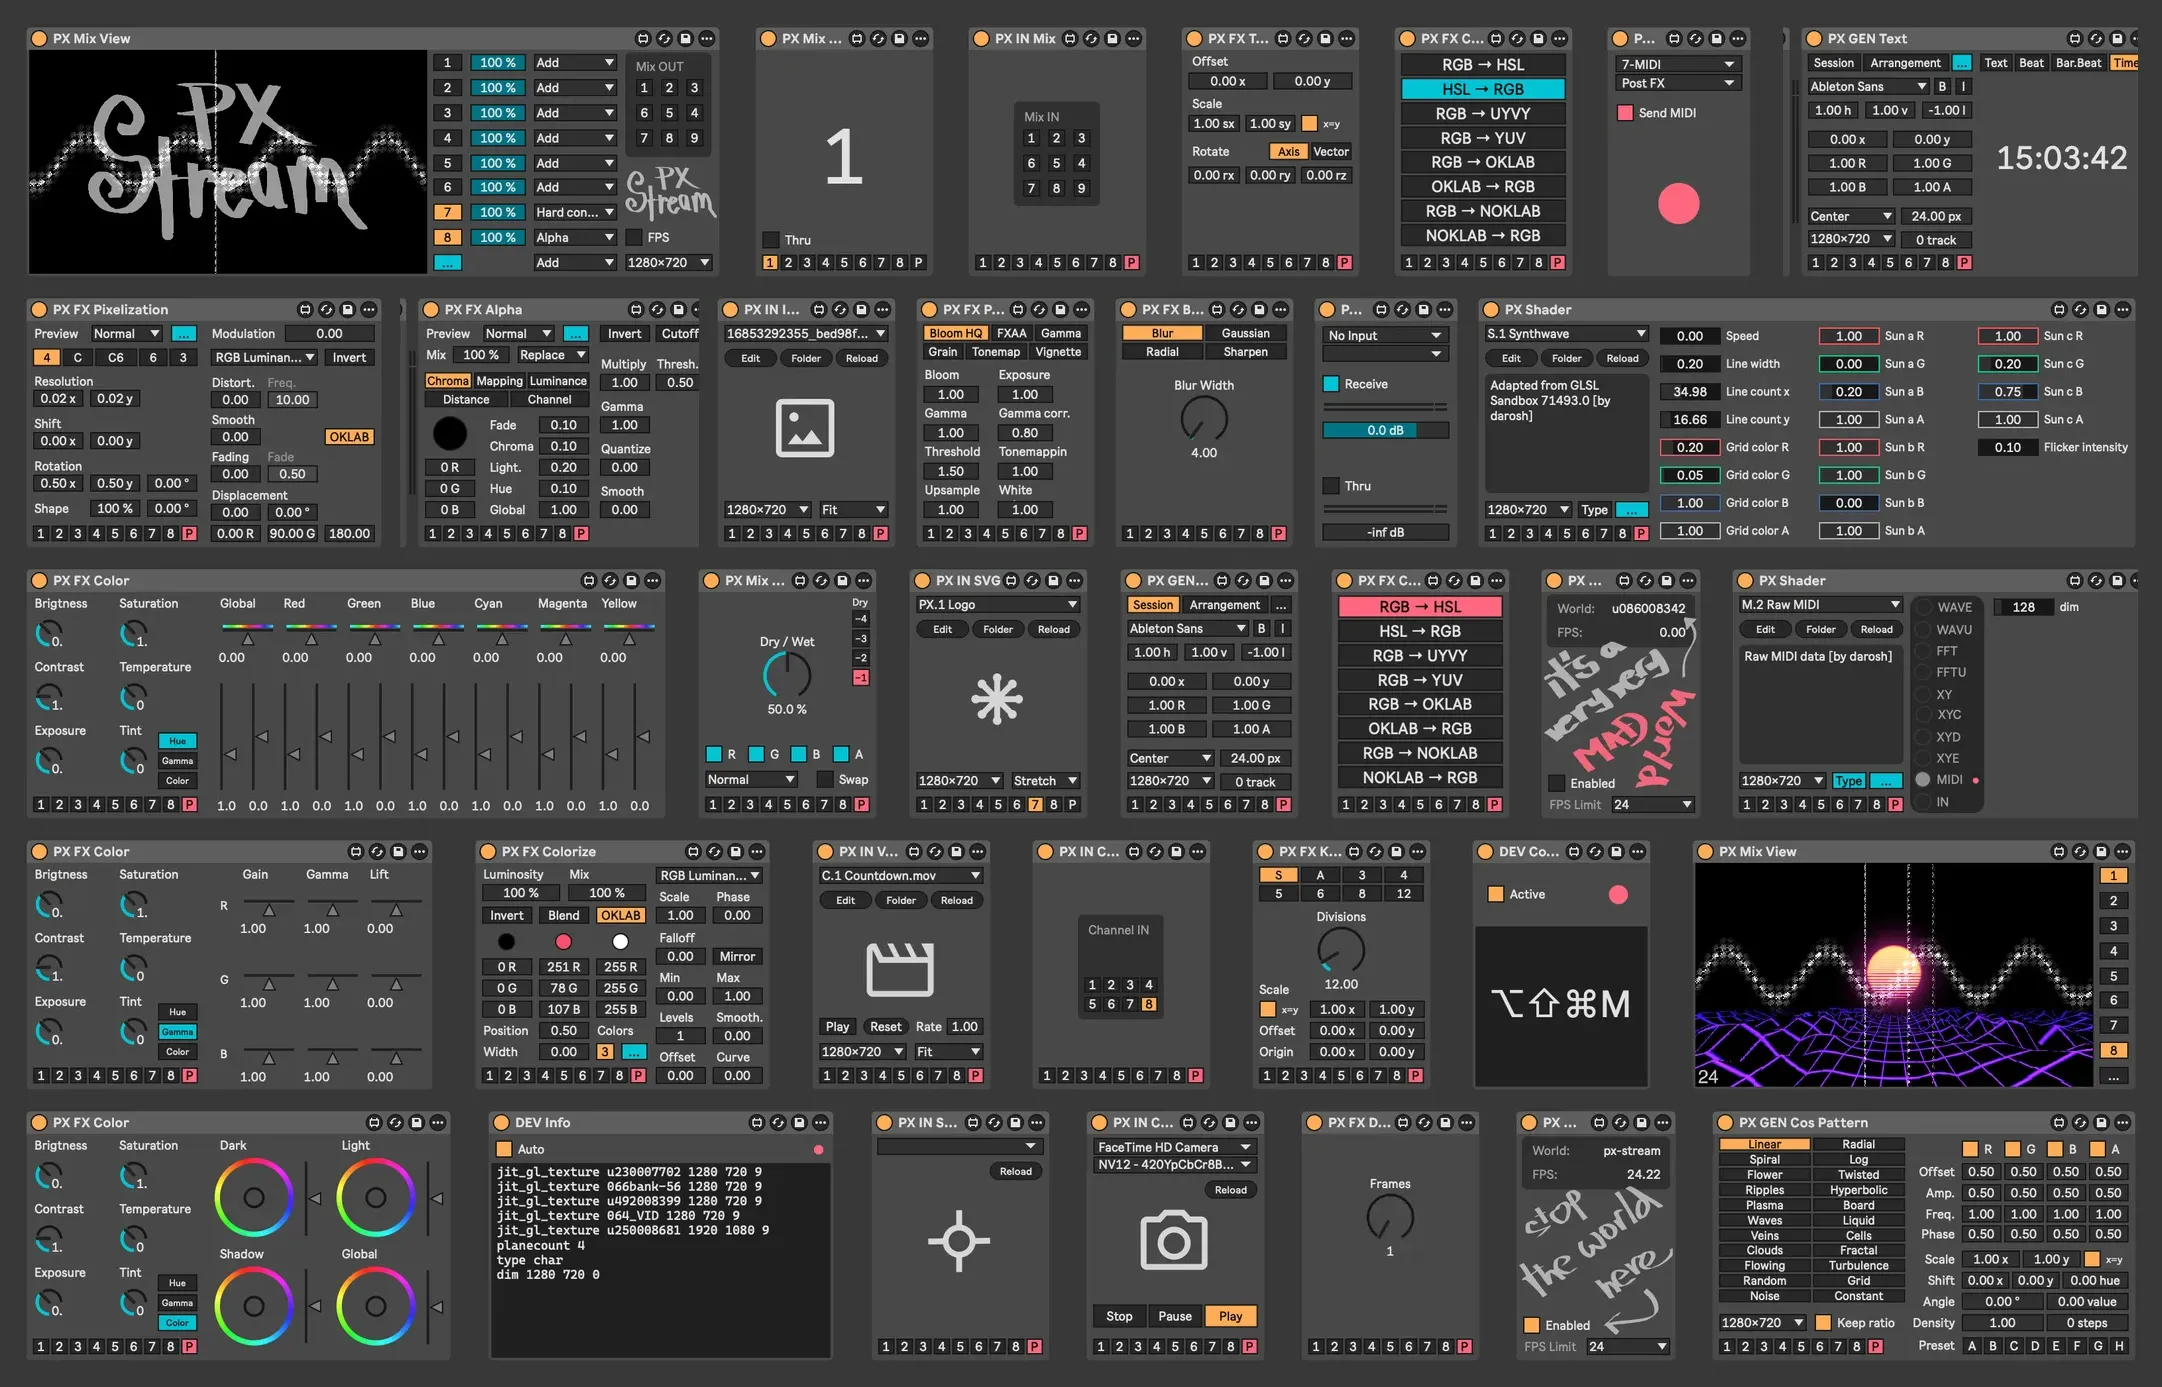 PX Mix View
PX Stream
1 100 % Add
2 100 % Add
3 100 % Add
4 100 % Add
5 100 % Add
6 100 % Add
7 100 % Hard con...
8 100 % Alpha
... Add
Mix OUT
1 2 3
6 5 4
7 8 9
PX Stream
FPS
1280×720
PX Mix ...
1
Thru
1 2 3 4 5 6 7 8 P
PX IN Mix
Mix IN
1 2 3
6 5 4
7 8 9
1 2 3 4 5 6 7 8 P
PX FX T...
Offset
0.00 x 0.00 y
Scale
1.00 sx 1.00 sy x=y
Rotate Axis Vector
0.00 rx 0.00 ry 0.00 rz
1 2 3 4 5 6 7 8 P
PX FX C...
RGB → HSL
HSL → RGB
RGB → UYVY
RGB → YUV
RGB → OKLAB
OKLAB → RGB
RGB → NOKLAB
NOKLAB → RGB
1 2 3 4 5 6 7 8 P
P...
7-MIDI
Post FX
Send MIDI
PX GEN Text
Session Arrangement ... Text Beat Bar.Beat Time
Ableton Sans B I
1.00 h 1.00 v -1.00 l
0.00 x 0.00 y
1.00 R 1.00 G
1.00 B 1.00 A
Center 24.00 px
1280×720 0 track
1 2 3 4 5 6 7 8 P
15:03:42
PX FX Pixelization
Preview Normal ... Modulation 0.00
4 C C6 6 3 RGB Luminan... Invert
Resolution
0.02 x 0.02 y
Shift
0.00 x 0.00 y
Rotation
0.50 x 0.50 y 0.00 °
Shape 100 % 0.00 °
1 2 3 4 5 6 7 8 P
Distort. Freq.
0.00 10.00
Smooth
0.00 OKLAB
Fading Fade
0.00 0.50
Displacement
0.00 0.00 °
0.00 R 90.00 G 180.00
PX FX Alpha
Preview Normal ... Invert Cutoff
Mix 100 % Replace
Chroma Mapping Luminance
Distance Channel
Fade 0.10
Chroma 0.10
0 R Light. 0.20
0 G Hue 0.10
0 B Global 1.00
1 2 3 4 5 6 7 8 P
Multiply Thresh.
1.00 0.50
Gamma
1.00
Quantize
0.00
Smooth
0.00
PX IN I...
16853292355_bed98f...
Edit Folder Reload
1280×720 Fit
1 2 3 4 5 6 7 8 P
PX FX P...
Bloom HQ FXAA Gamma
Grain Tonemap Vignette
Bloom Exposure
1.00 1.00
Gamma Gamma corr.
1.00 0.80
Threshold Tonemappin
1.50 1.00
Upsample White
1.00 1.00
1 2 3 4 5 6 7 8 P
PX FX B...
Blur Gaussian
Radial Sharpen
Blur Width
4.00
1 2 3 4 5 6 7 8 P
P...
No Input
Receive
0.0 dB
Thru
-inf dB
PX Shader
S.1 Synthwave
Edit Folder Reload
Adapted from GLSL
Sandbox 71493.0 [by
darosh]
1280×720 Type ...
1 2 3 4 5 6 7 8 P
0.00 Speed 1.00 Sun a R 1.00 Sun c R
0.20 Line width 0.00 Sun a G 0.20 Sun c G
34.98 Line count x 0.20 Sun a B 0.75 Sun c B
16.66 Line count y 1.00 Sun a A 1.00 Sun c A
0.20 Grid color R 1.00 Sun b R 0.10 Flicker intensity
0.05 Grid color G 1.00 Sun b G
1.00 Grid color B 0.00 Sun b B
1.00 Grid color A 1.00 Sun b A
PX FX Color
Brigtness Saturation Global Red Green Blue Cyan Magenta Yellow
0. 1. 0.00 0.00 0.00 0.00 0.00 0.00 0.00
Contrast Temperature
1. 0
Exposure Tint
0. 0
Hue
Gamma
Color
1 2 3 4 5 6 7 8 P
1.0 0.0 1.0 0.0 1.0 0.0 1.0 0.0 1.0 0.0 1.0 0.0 1.0 0.0
PX Mix ...
Dry
-4
-3
-2
-1
Dry / Wet
50.0 %
R G B A
Normal Swap
1 2 3 4 5 6 7 8 P
PX IN SVG
PX.1 Logo
Edit Folder Reload
1280×720 Stretch
1 2 3 4 5 6 7 8 P
PX GEN...
Session Arrangement ...
Ableton Sans B I
1.00 h 1.00 v -1.00 l
0.00 x 0.00 y
1.00 R 1.00 G
1.00 B 1.00 A
Center 24.00 px
1280×720 0 track
1 2 3 4 5 6 7 8 P
PX FX C...
RGB → HSL
HSL → RGB
RGB → UYVY
RGB → YUV
RGB → OKLAB
OKLAB → RGB
RGB → NOKLAB
NOKLAB → RGB
1 2 3 4 5 6 7 8 P
PX ...
World: u086008342
FPS: 0.00
it's a
very very
MAD World
Enabled
FPS Limit 24
PX Shader
M.2 Raw MIDI
Edit Folder Reload
Raw MIDI data [by darosh]
1280×720 Type ...
1 2 3 4 5 6 7 8 P
WAVE
WAVU
FFT
FFTU
XY
XYC
XYD
XYE
MIDI
IN
128 dim
PX FX Color
Brigtness Saturation Gain Gamma Lift
0. 1.
R 1.00 1.00 0.00
Contrast Temperature
1. 0
G 1.00 1.00 0.00
Exposure Tint
0. 0
Hue
Gamma
Color
B 1.00 1.00 0.00
1 2 3 4 5 6 7 8 P
PX FX Colorize
Luminosity Mix RGB Luminan...
100 % 100 %
Invert Blend OKLAB
0 R 251 R 255 R
0 G 78 G 255 G
0 B 107 B 255 B
Position 0.50 Colors
Width 0.00 3 ...
1 2 3 4 5 6 7 8 P
Scale Phase
1.00 0.00
Falloff
0.00 Mirror
Min Max
0.00 1.00
Levels Smooth.
1 0.00
Offset Curve
0.00 0.00
PX IN V...
C.1 Countdown.mov
Edit Folder Reload
Play Reset Rate 1.00
1280×720 Fit
1 2 3 4 5 6 7 8 P
PX IN C...
Channel IN
1 2 3 4
5 6 7 8
1 2 3 4 5 6 7 8 P
PX FX K...
S A 3 4
5 6 8 12
Divisions
12.00
Scale
x=y 1.00 x 1.00 y
Offset 0.00 x 0.00 y
Origin 0.00 x 0.00 y
1 2 3 4 5 6 7 8 P
DEV Co...
Active
⌥⇧⌘M
PX Mix View
24
1
2
3
4
5
6
7
8
...
PX FX Color
Brigtness Saturation Dark Light
0. 1.
Contrast Temperature
1. 0
Shadow Global
Exposure Tint
0. 0
Hue
Gamma
Color
1 2 3 4 5 6 7 8 P
DEV Info
Auto
jit_gl_texture u230007702 1280 720 9
jit_gl_texture 066bank-56 1280 720 9
jit_gl_texture u492008399 1280 720 9
jit_gl_texture 064_VID 1280 720 9
jit_gl_texture u250008681 1920 1080 9
planecount 4
type char
dim 1280 720 0
PX IN S...
Reload
1 2 3 4 5 6 7 8 P
PX IN C...
FaceTime HD Camera
NV12 - 420YpCbCr8B...
Reload
Stop Pause Play
1 2 3 4 5 6 7 8 P
PX FX D...
Frames
1
1 2 3 4 5 6 7 8 P
PX ...
World: px-stream
FPS: 24.22
stop
the world
here
Enabled
FPS Limit 24
PX GEN Cos Pattern
Linear Radial
Spiral Log
Flower Twisted
Ripples Hyperbolic
Plasma Board
Waves Liquid
Veins Cells
Clouds Fractal
Flowing Turbulence
Random Grid
Noise Constant
1280×720 Keep ratio
1 2 3 4 5 6 7 8 P
R G B A
Offset 0.50 0.50 0.50 0.50
Amp. 0.50 0.50 0.50 0.50
Freq. 1.00 1.00 1.00 1.00
Phase 0.50 0.50 0.50 0.50
Scale 1.00 x 1.00 y x=y
Shift 0.00 x 0.00 y 0.00 hue
Angle 0.00 ° 0.00 value
Density 1.00 0 steps
Preset A B C D E F G H